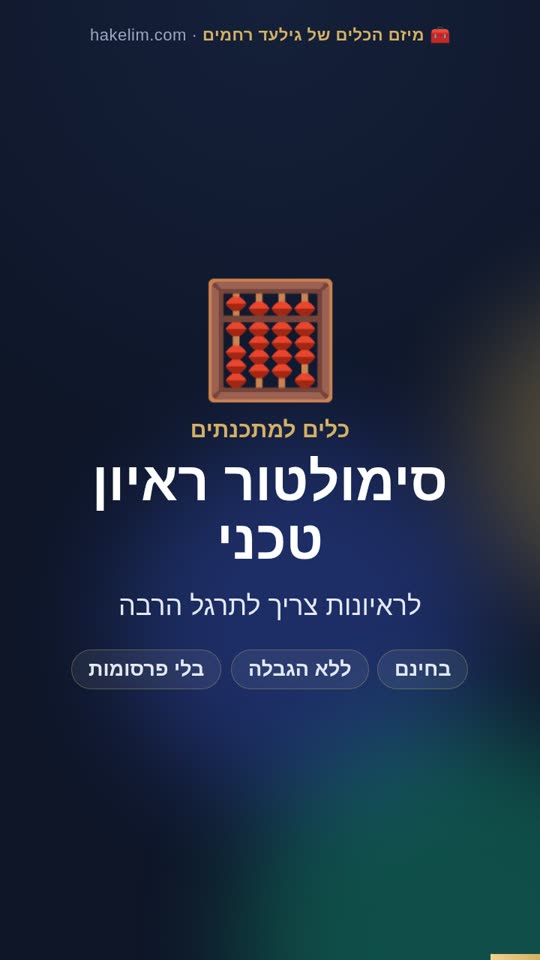 🧰 מיזם הכלים של גילעד רחמים · hakelim.com
כלים למתכנתים
סימולטור ראיון
טכני
לראיונות צריך לתרגל הרבה
בחינם
ללא הגבלה
בלי פרסומות